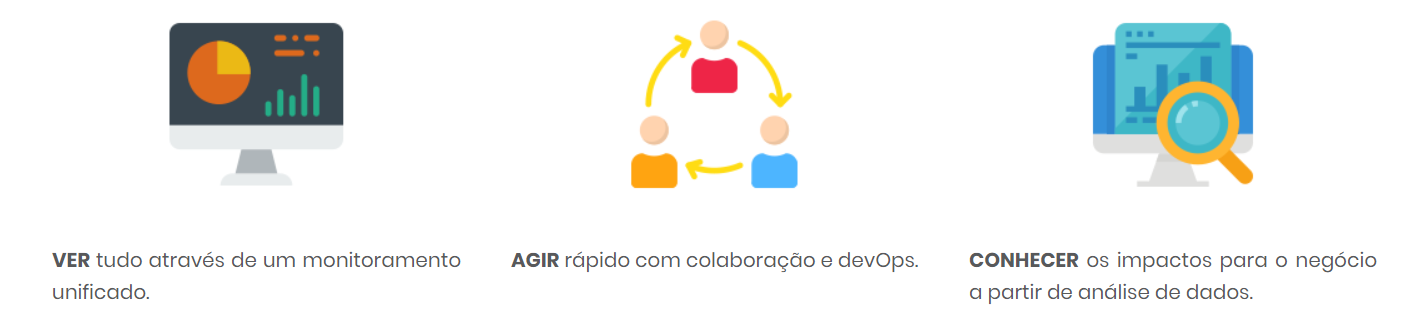 VER tudo através de um monitoramento
unificado.
AGIR rápido com colaboração e devOps.
CONHECER os impactos para o negócio
a partir de análise de dados.